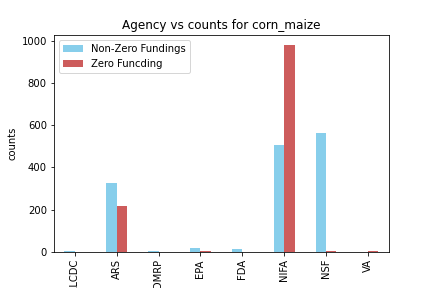 Agency vs counts for corn_maize
Non-Zero Fundings
Zero Funcding
counts
1000
800
600
400
200
0
LCDC
ARS
DMRP
EPA
FDA
NIFA
NSF
VA